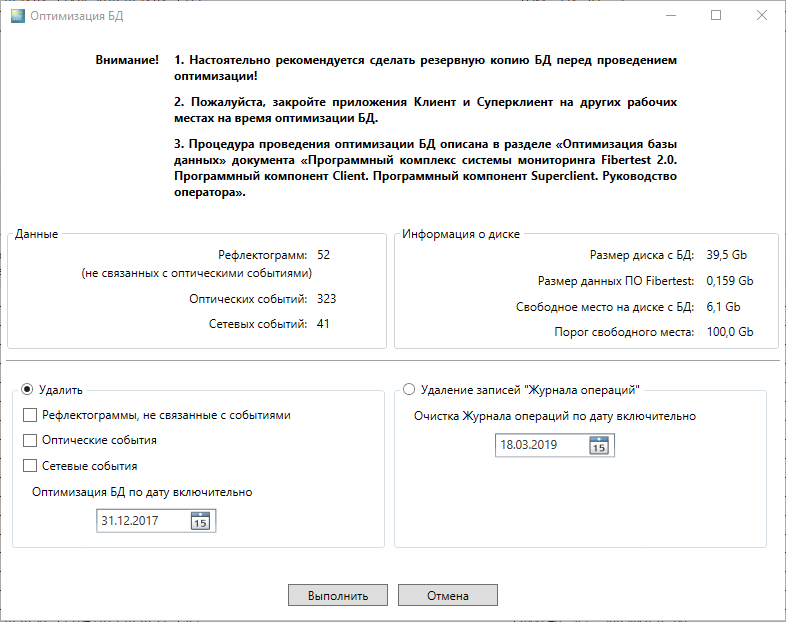 Оптимизация БД
Внимание! 1. Настоятельно рекомендуется сделать резервную копию БД перед проведением
оптимизации!
2. Пожалуйста, закройте приложения Клиент и Суперклиент на других рабочих
местах на время оптимизации БД.
3. Процедура проведения оптимизации БД описана в разделе «Оптимизация базы
данных» документа «Программный комплекс системы мониторинга Fibertest 2.0.
Программный компонент Client. Программный компонент Superclient. Руководство
оператора».
Данные
Рефлектограмм: 52
(не связанных с оптическими событиями)
Оптических событий: 323
Сетевых событий: 41
Информация о диске
Размер диска с БД: 39,5 Gb
Размер данных ПО Fibertest: 0,159 Gb
Свободное место на диске с БД: 6,1 Gb
Порог свободного места: 100,0 Gb
Удалить
Рефлектограммы, не связанные с событиями
Оптические события
Сетевые события
Оптимизация БД по дату включительно
31.12.2017 15
Удаление записей "Журнала операций"
Очистка Журнала операций по дату включительно
18.03.2019 15
Выполнить Отмена